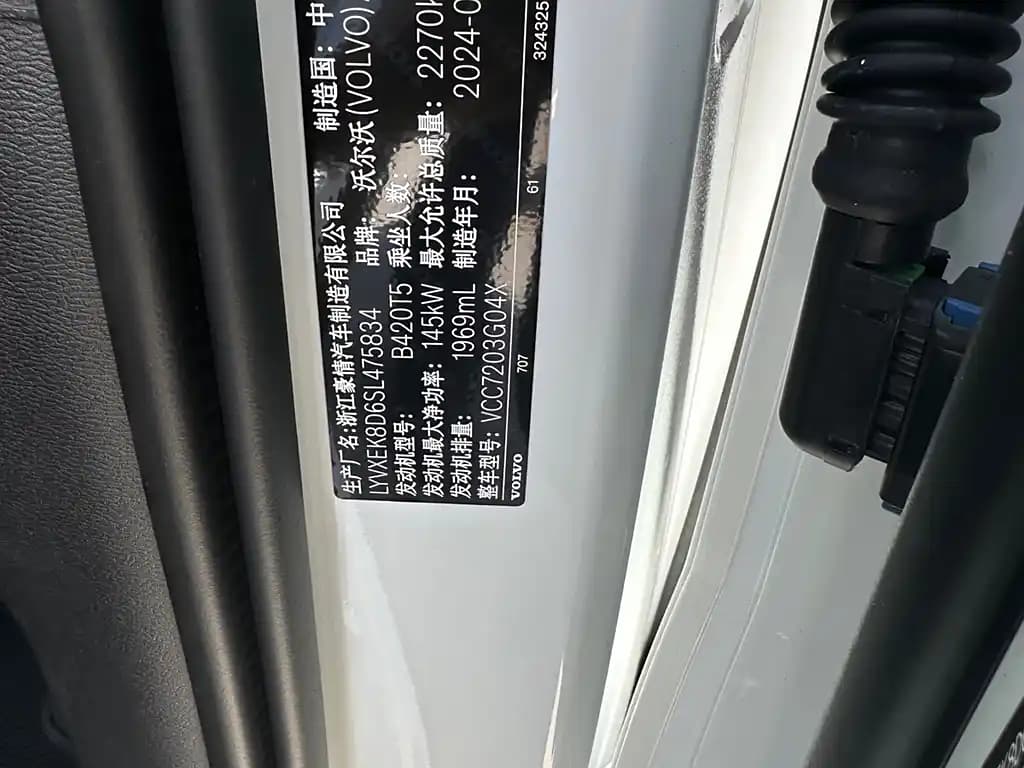 生产厂名:浙江豪情汽车制造有限公司 制造国: 中
LYVXEK8D6SL475834 品牌: 沃尔沃(VOLVO)
发动机型号: B420T5 乘坐人数:
发动机最大净功率: 145kW 最大允许总质量: 2270k
发动机排量: 1969mL 制造年月: 2024-0
整车型号: VCC7203G04X
VOLVO 707 61 324325